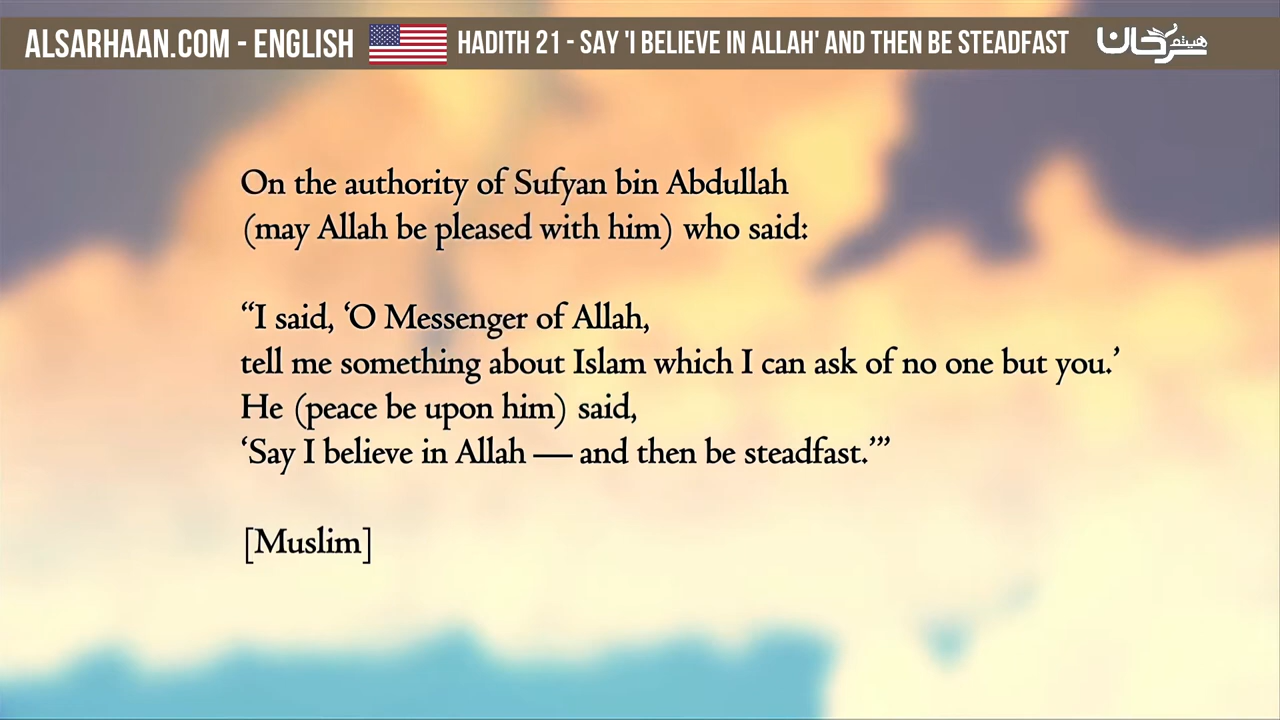 ALSARHAAN.COM - ENGLISH HADITH 21 - SAY 'I BELIEVE IN ALLAH' AND THEN BE STEADFAST هيثم سرحان
On the authority of Sufyan bin Abdullah
(may Allah be pleased with him) who said:
“I said, ‘O Messenger of Allah,
tell me something about Islam which I can ask of no one but you.’
He (peace be upon him) said,
‘Say I believe in Allah — and then be steadfast.’”
[Muslim]